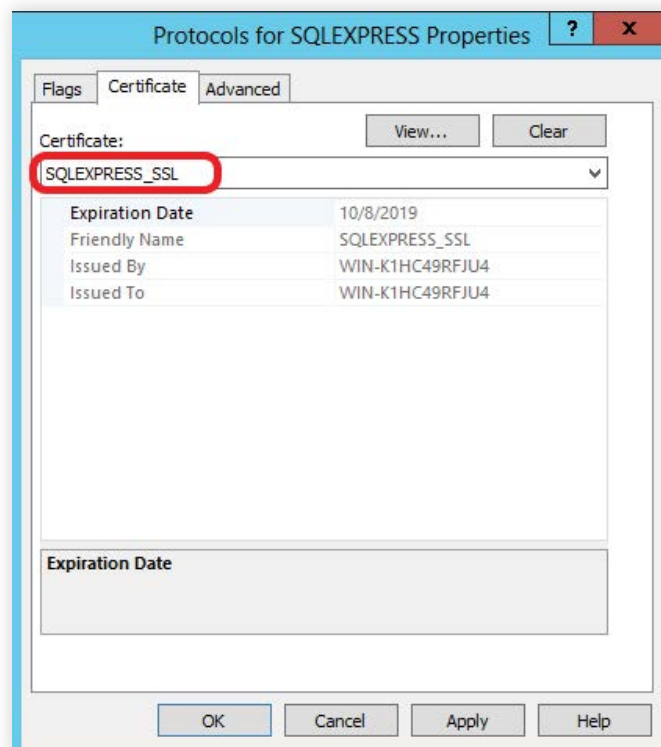 Protocols for SQLEXPRESS Properties ? x
Flags Certificate Advanced
View... Clear
Certificate:
SQLEXPRESS_SSL
Expiration Date 10/8/2019
Friendly Name SQLEXPRESS_SSL
Issued By WIN-K1HC49RFJU4
Issued To WIN-K1HC49RFJU4
Expiration Date
OK Cancel Apply Help